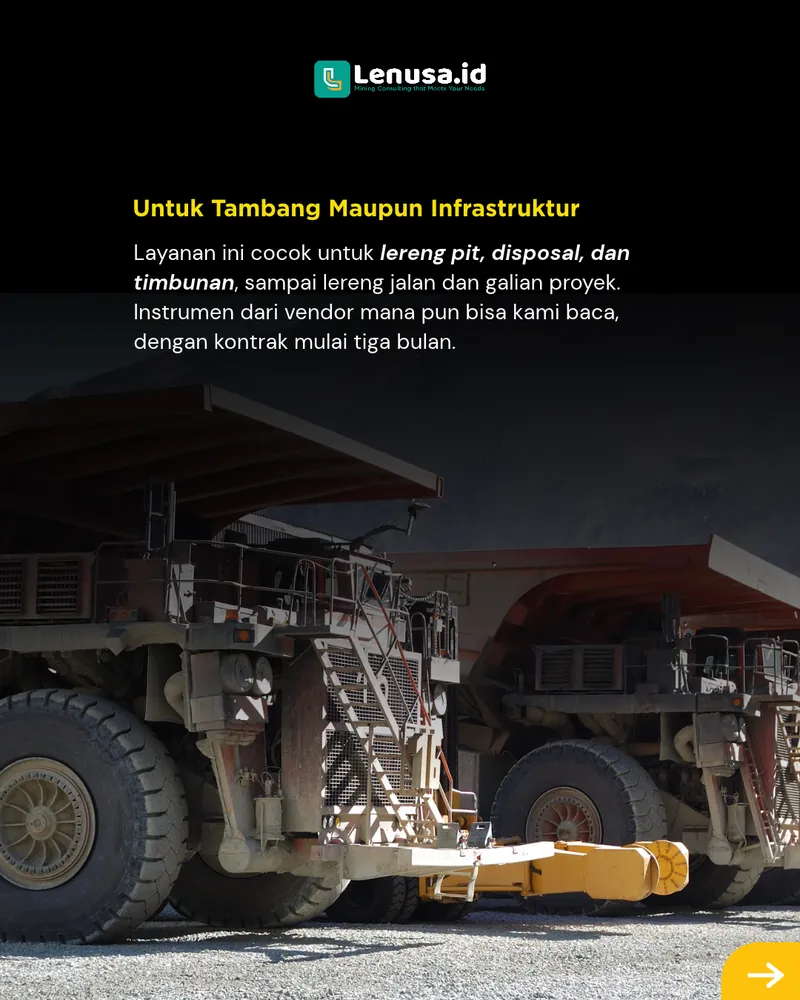 Lenusa.id
Mining Consulting that Meets Your Needs
Untuk Tambang Maupun Infrastruktur
Layanan ini cocok untuk lereng pit, disposal, dan
timbunan, sampai lereng jalan dan galian proyek.
Instrumen dari vendor mana pun bisa kami baca,
dengan kontrak mulai tiga bulan.